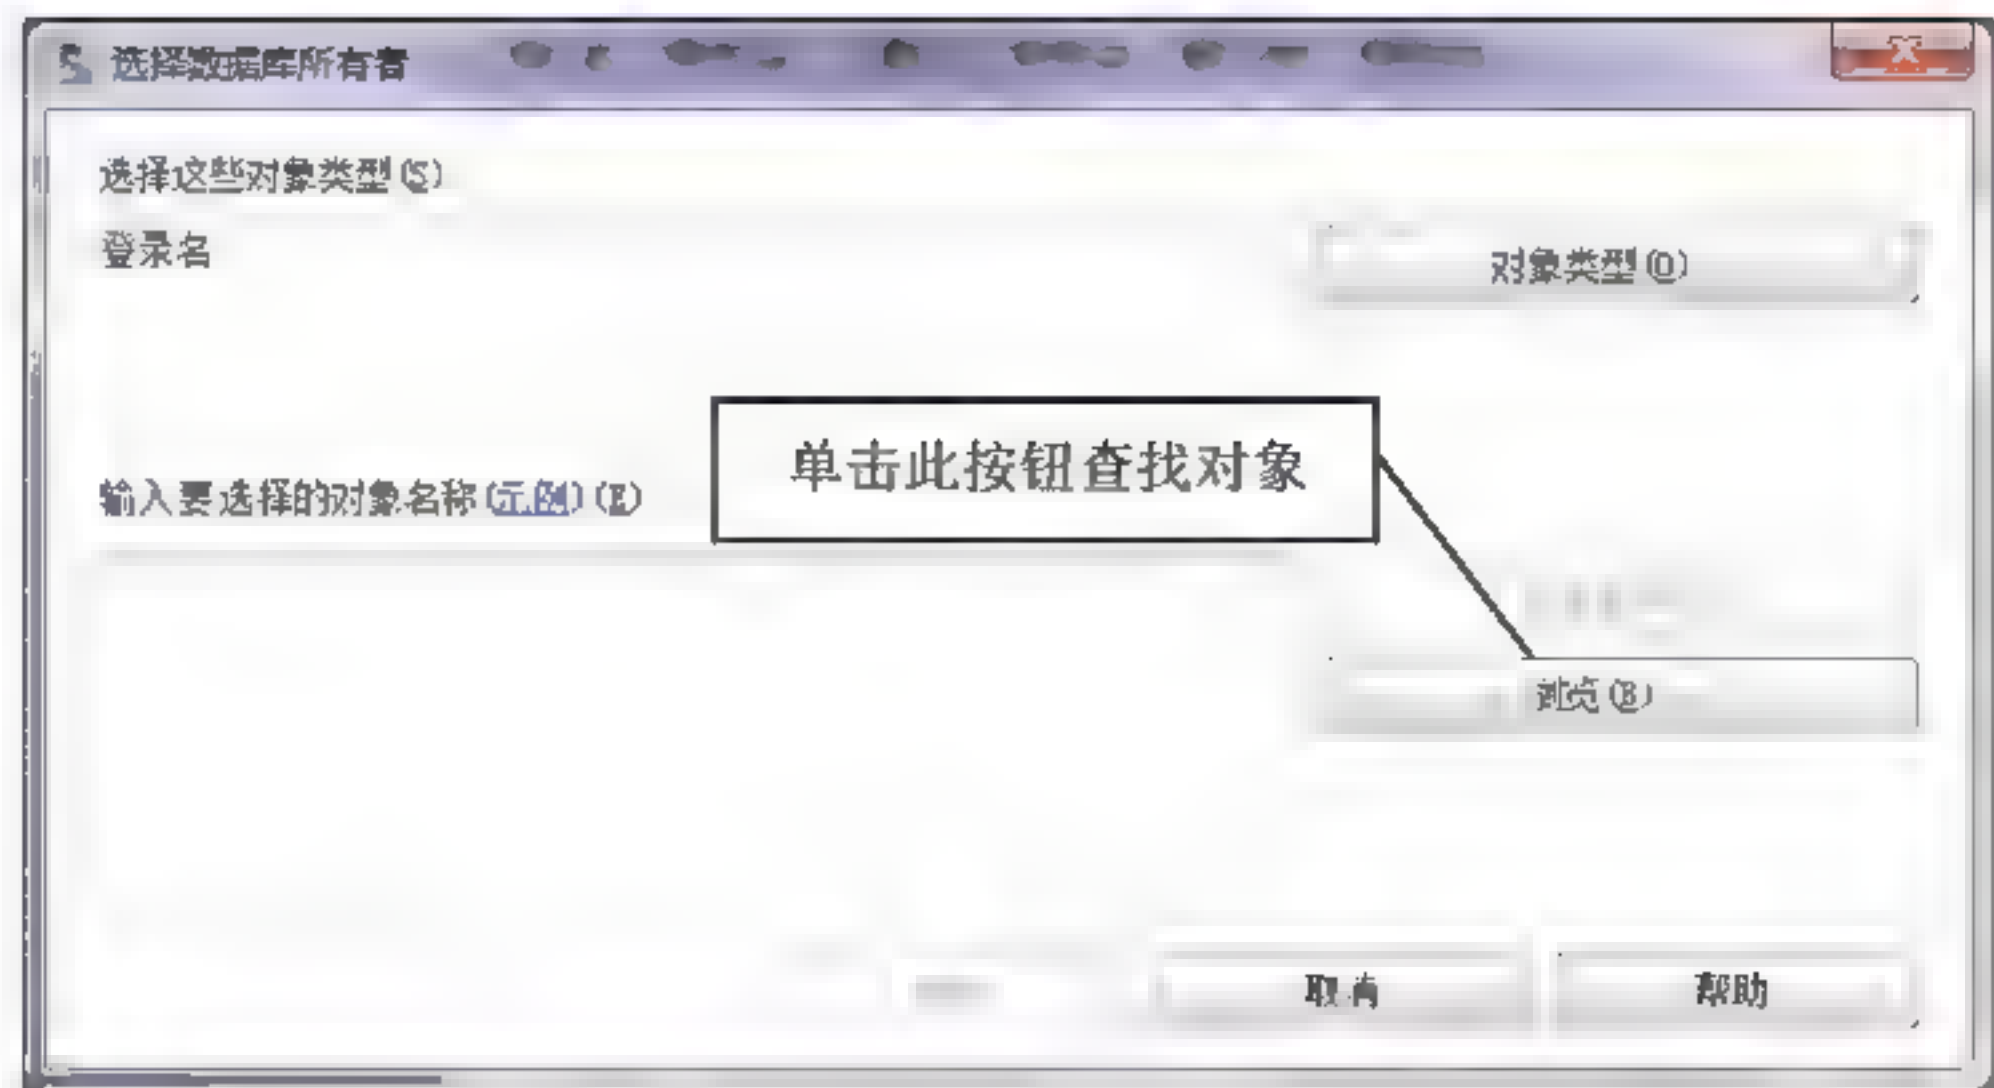 选择数据库所有者
选择这些对象类型(S)
登录名
对象类型(O)
单击此按钮查找对象
输入要选择的对象名称(示例)(E)
浏览(B)
取消
帮助